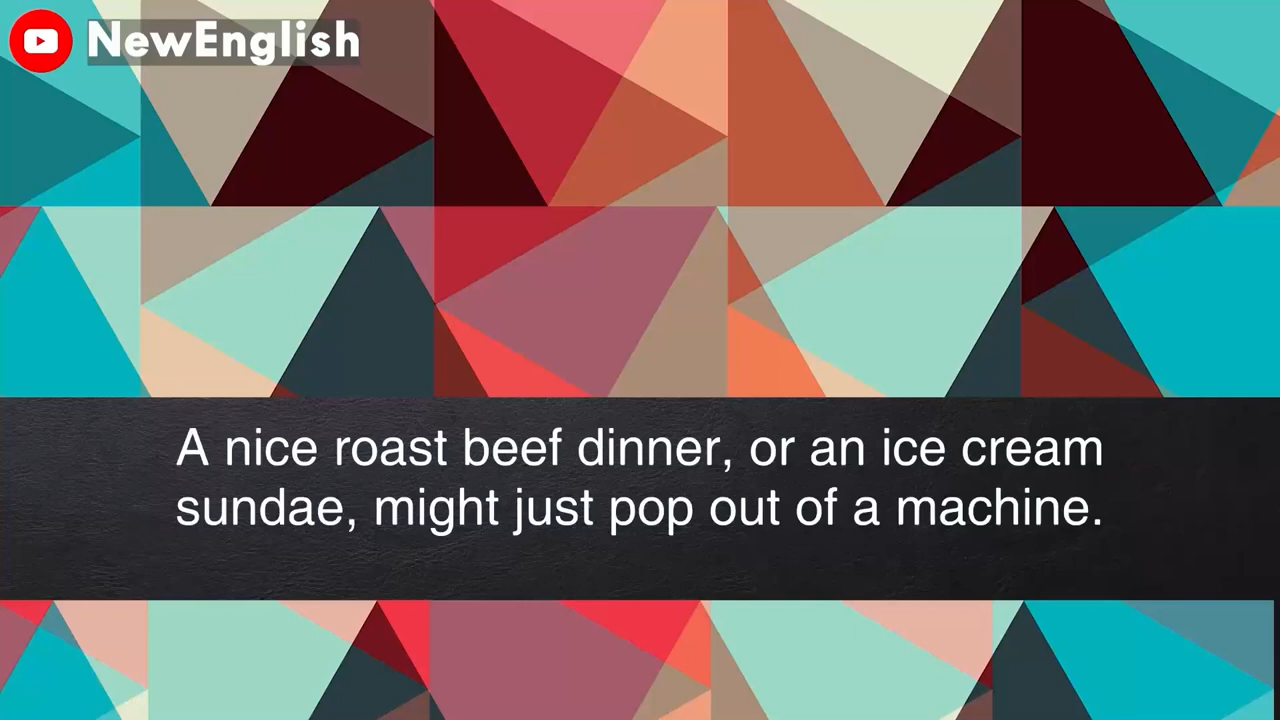 NewEnglish
A nice roast beef dinner, or an ice cream
sundae, might just pop out of a machine.